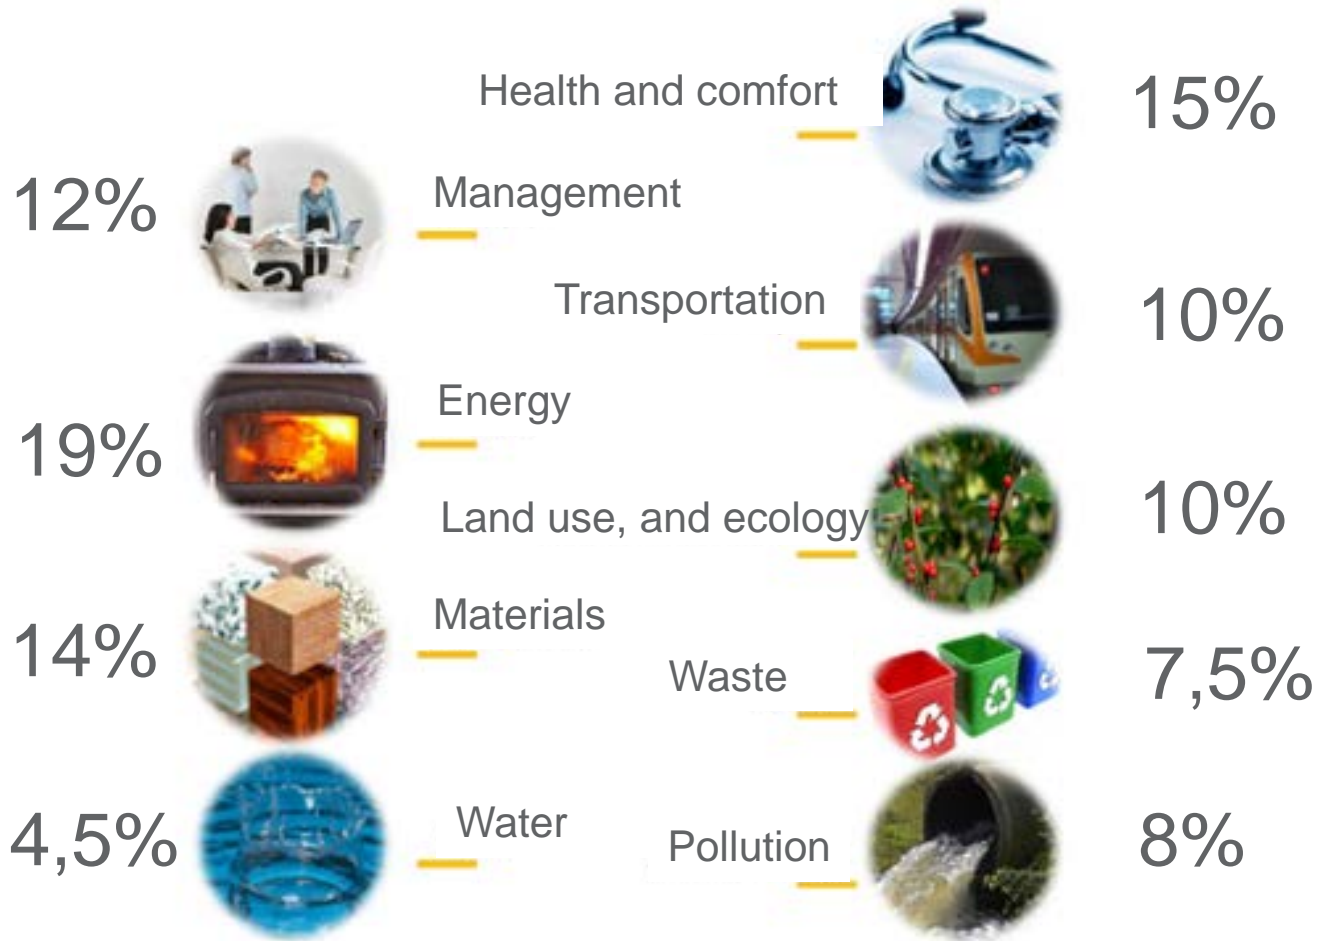 Health and comfort
15%
12%
Management
Transportation
10%
Energy
19%
Land use, and ecology
10%
Materials
14%
Waste
7,5%
Water
4,5%
Pollution
8%